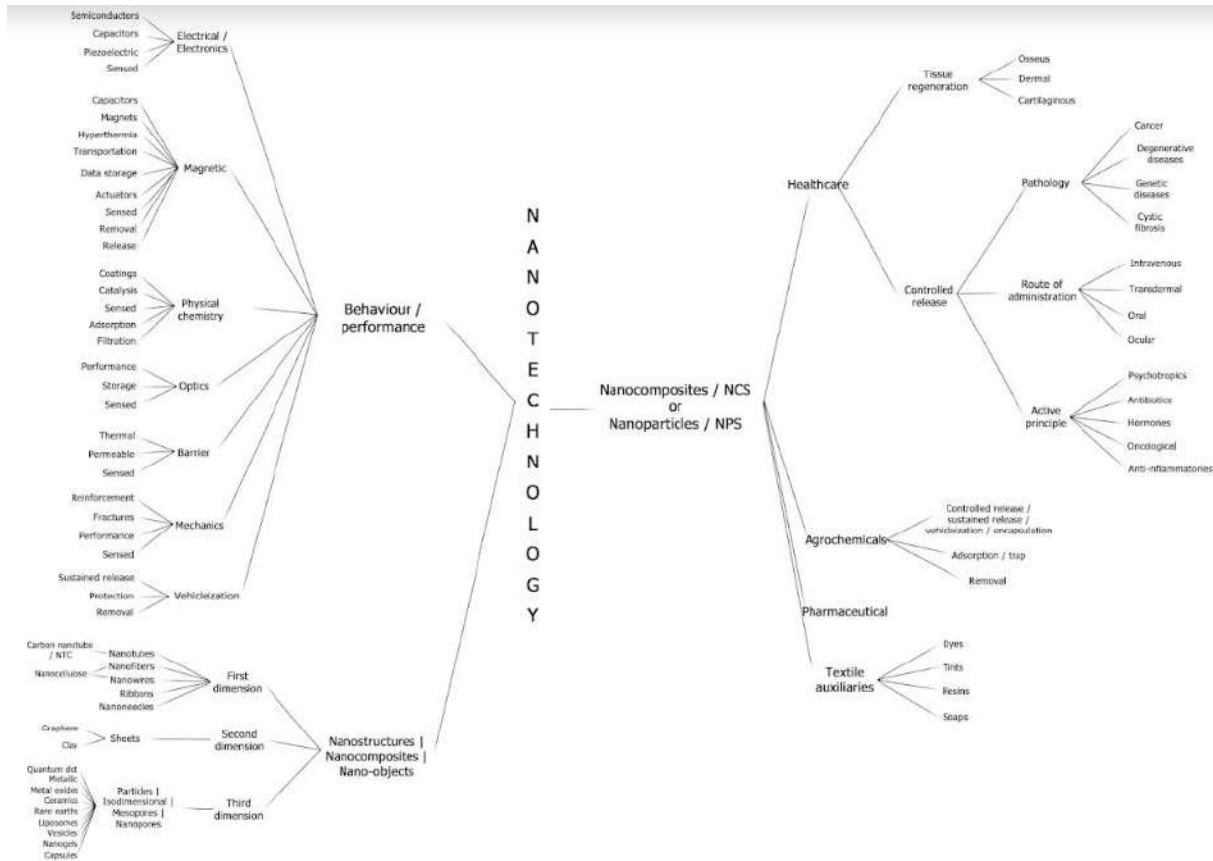 Semiconductors
Capacitors
Piezoelectric
Sensed
Electrical /
Electronics
Capacitors
Magnets
Hyperthermia
Transportation
Data storage
Actuators
Sensed
Removal
Release
Magnetic
Coatings
Catalysis
Sensed
Adsorption
Filtration
Physical
chemistry
Performance
Storage
Sensed
Optics
Thermal
Permeable
Sensed
Barrier
Reinforcement
Fractures
Performance
Sensed
Mechanics
Sustained release
Protection
Removal
Vehicleization
Behaviour /
performance
Carbon nanotube
/ NTC
Nanocellulose
Nanotubes
Nanofibers
Nanowires
Ribbons
Nanoneedles
First
dimension
Graphene
Clay
Sheets
Second
dimension
Quantum dot
Metallic
Metal oxides
Ceramics
Rare earths
Liposomes
Vesicles
Nanogels
Capsules
Particles |
Isodimensional |
Mesopores |
Nanopores
Third
dimension
Nanostructures |
Nanocomposites |
Nano-objects
NANOTECHNOLOGY
Nanocomposites / NCS
or
Nanoparticles / NPS
Healthcare
Tissue
regeneration
Osseus
Dermal
Cartilaginous
Controlled
release
Pathology
Cancer
Degenerative
diseases
Genetic
diseases
Cystic
fibrosis
Route of
administration
Intravenous
Transdermal
Oral
Ocular
Active
principle
Psychotropics
Antibiotics
Hormones
Oncological
Anti-inflammatories
Agrochemicals
Controlled release /
sustained release /
vehicleization / encapsulation
Adsorption / trap
Removal
Pharmaceutical
Textile
auxiliaries
Dyes
Tints
Resins
Soaps